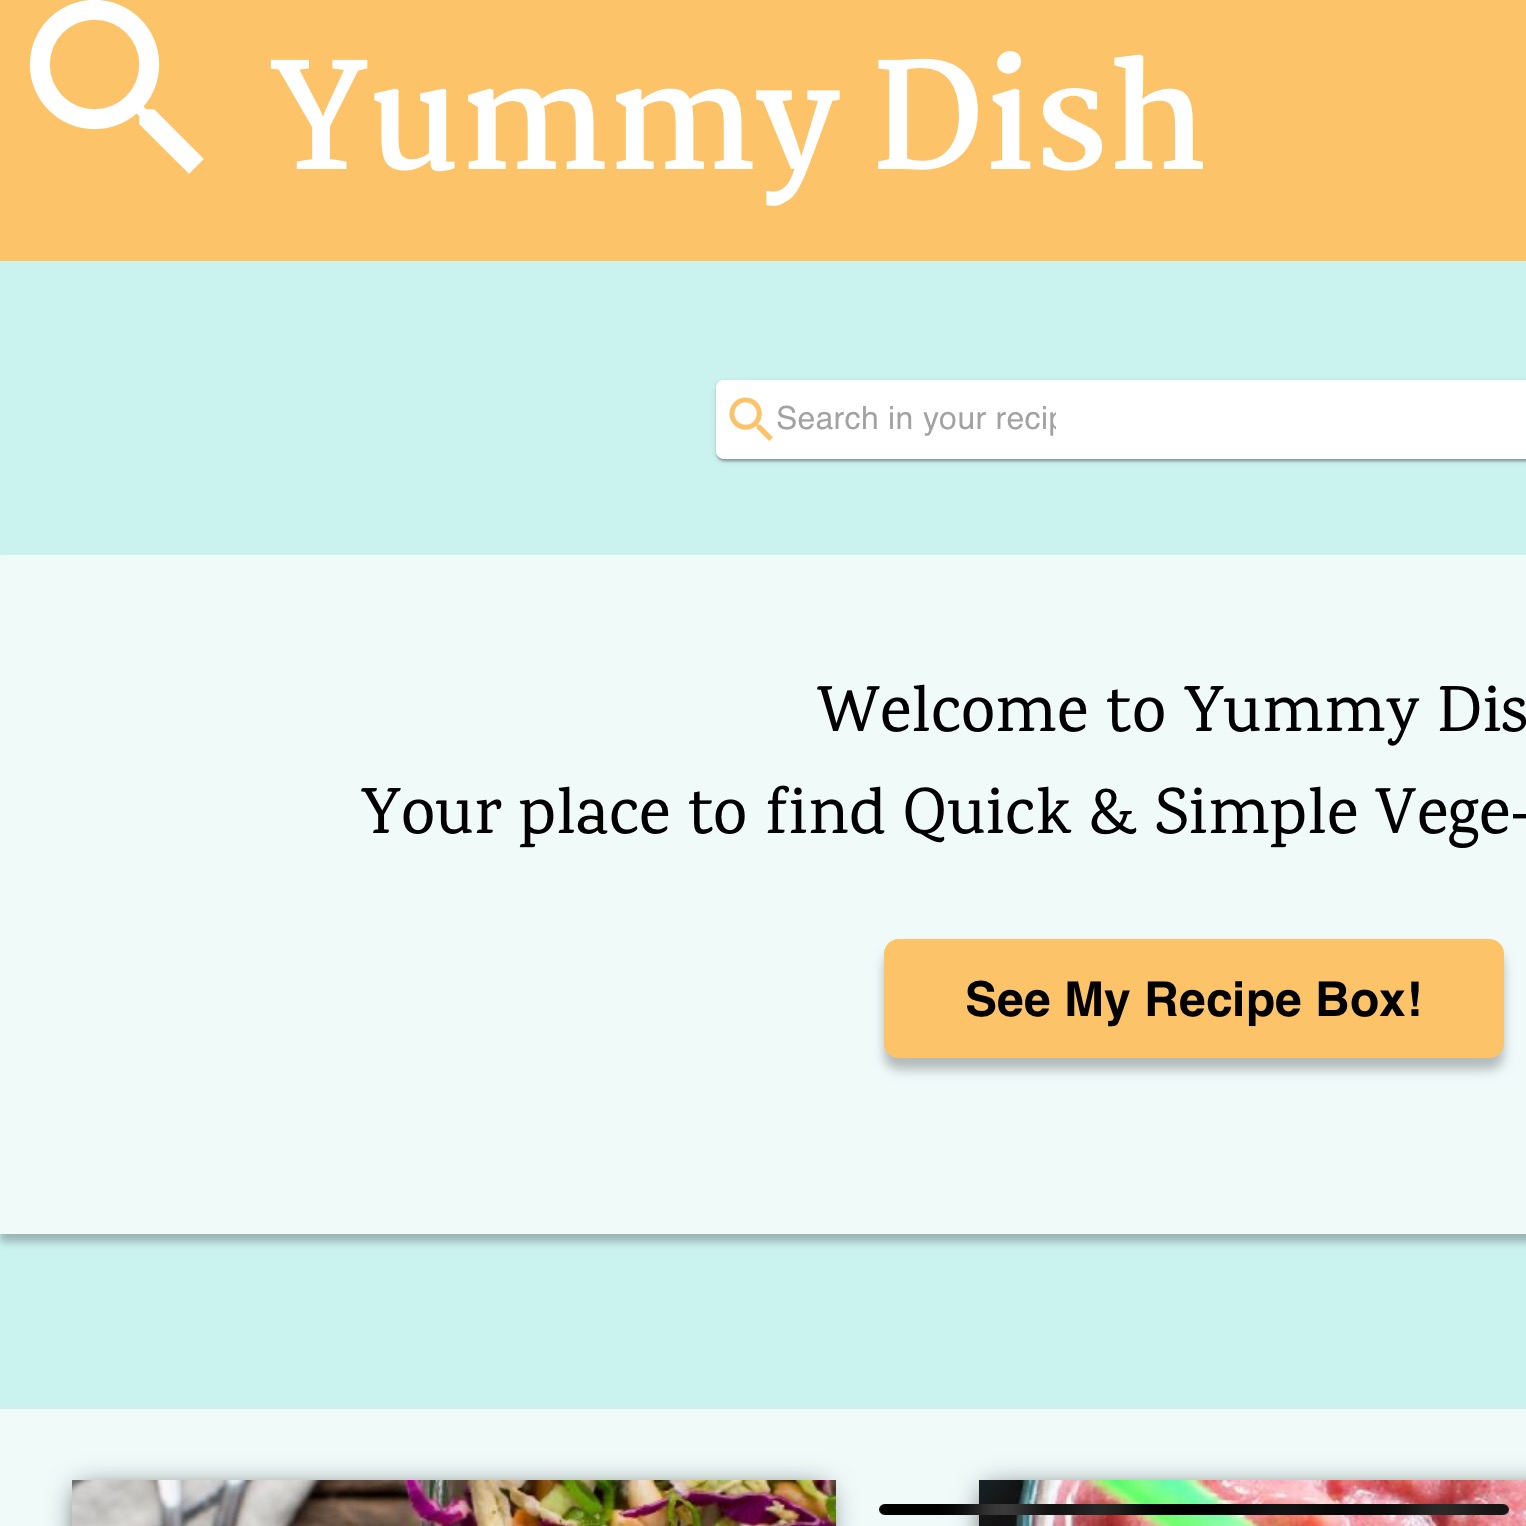 Yummy Dish
Search in your recip
Welcome to Yummy Dis
Your place to find Quick & Simple Vege-
See My Recipe Box!